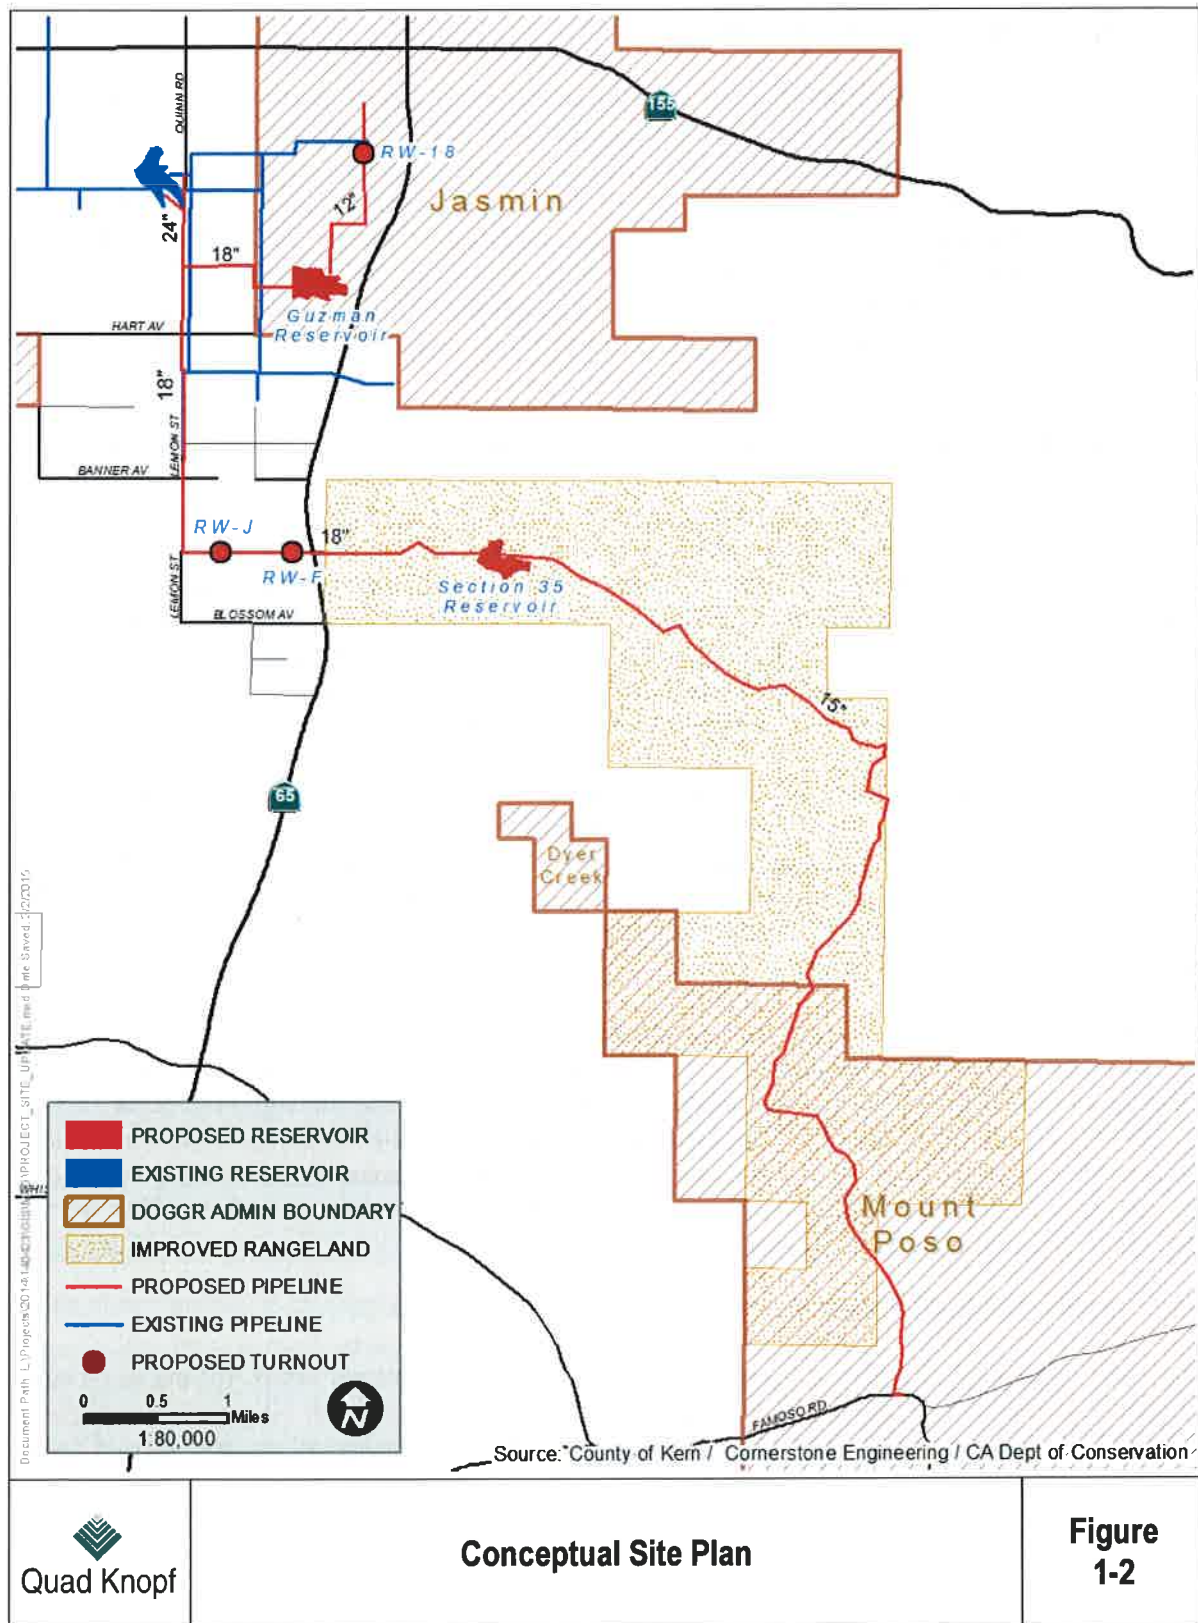 155
QUINN RD
RW-18
Jasmin
12"
24"
18"
Guzman
Reservoir
HART AV
18"
LEMON ST
BANNER AV
RW-J
18"
RW-F
Section 35
Reservoir
LEMON ST
BLOSSOM AV
15"
65
Dyer
Creek
Mount
Poso
FAMOSO RD
PROPOSED RESERVOIR
EXISTING RESERVOIR
DOGGR ADMIN BOUNDARY
IMPROVED RANGELAND
PROPOSED PIPELINE
EXISTING PIPELINE
PROPOSED TURNOUT
0 0.5 1
Miles
1:80,000
N
Source: County of Kern / Cornerstone Engineering / CA Dept of Conservation
Quad Knopf
Conceptual Site Plan
Figure
1-2